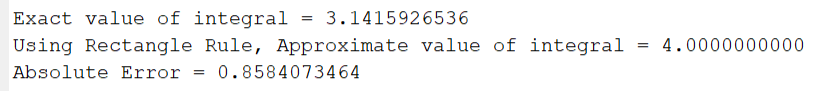 Exact value of integral = 3.1415926536
Using Rectangle Rule, Approximate value of integral = 4.0000000000
Absolute Error = 0.8584073464